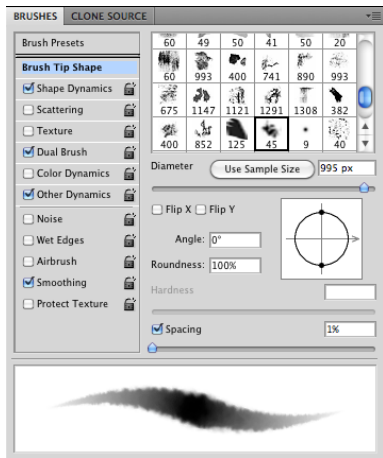 BRUSHES CLONE SOURCE
Brush Presets
Brush Tip Shape
Shape Dynamics
Scattering
Texture
Dual Brush
Color Dynamics
Other Dynamics
Noise
Wet Edges
Airbrush
Smoothing
Protect Texture
60 49 50 41 50 20
60 993 400 741 890 993
675 1147 1121 1291 1308 382
400 852 125 45 9 40
Diameter Use Sample Size 995 px
Flip X Flip Y
Angle: 0°
Roundness: 100%
Hardness
Spacing 1%